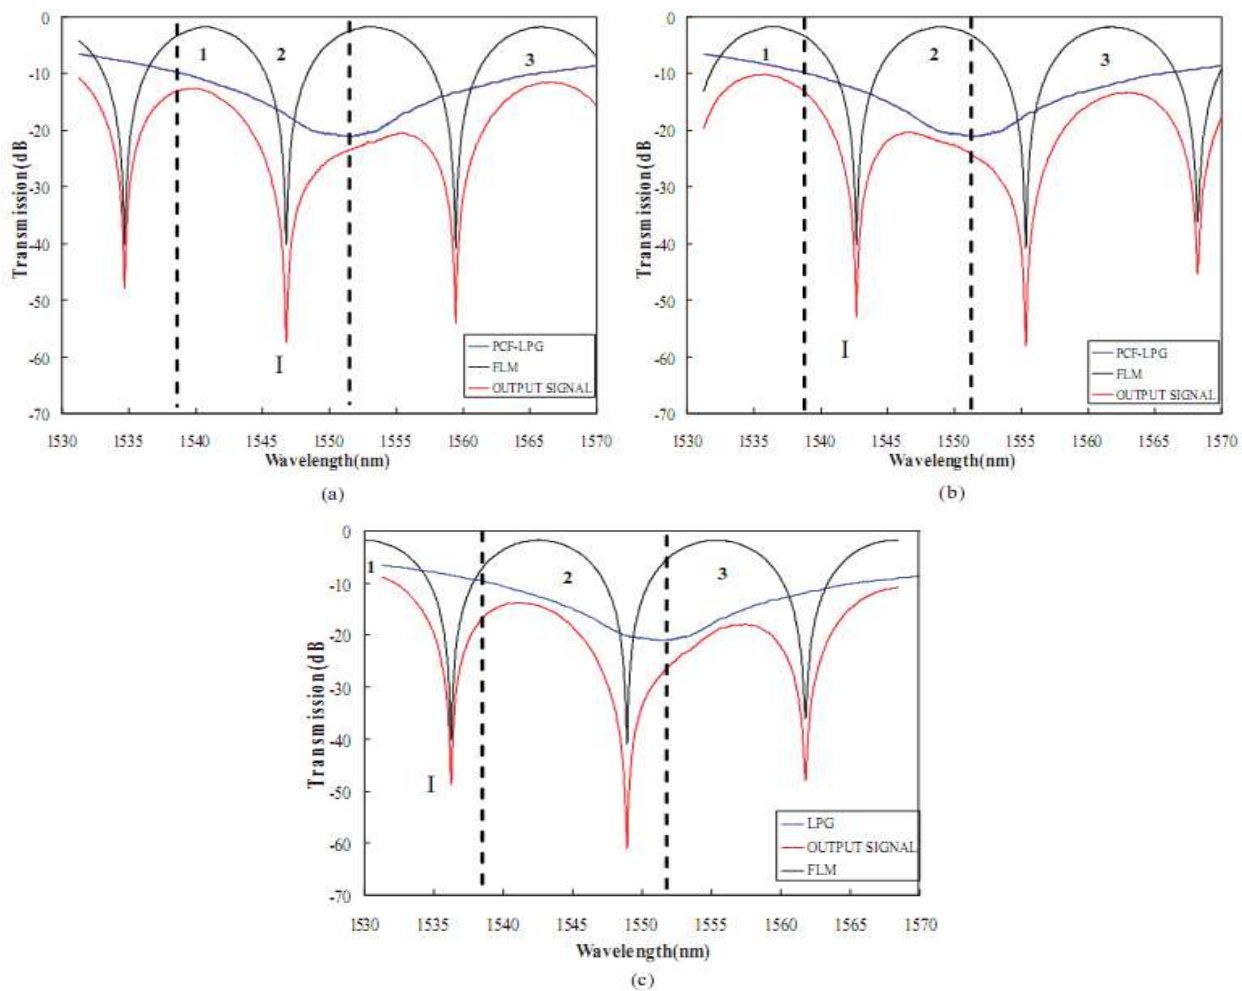 0
-10
-20
-30
-40
-50
-60
-70
Transmission(dB
1
2
3
I
PCF-LPG
FLM
OUTPUT SIGNAL
1530 1535 1540 1545 1550 1555 1560 1565 1570
Wavelength(nm)
(a)
0
-10
-20
-30
-40
-50
-60
-70
Transmission(dB
1
2
3
I
PCF-LPG
FLM
OUTPUT SIGNAL
1530 1535 1540 1545 1550 1555 1560 1565 1570
Wavelength(nm)
(b)
0
-10
-20
-30
-40
-50
-60
-70
Transmission(dB
1
2
3
I
LPG
OUTPUT SIGNAL
FLM
1530 1535 1540 1545 1550 1555 1560 1565 1570
Wavelength(nm)
(c)